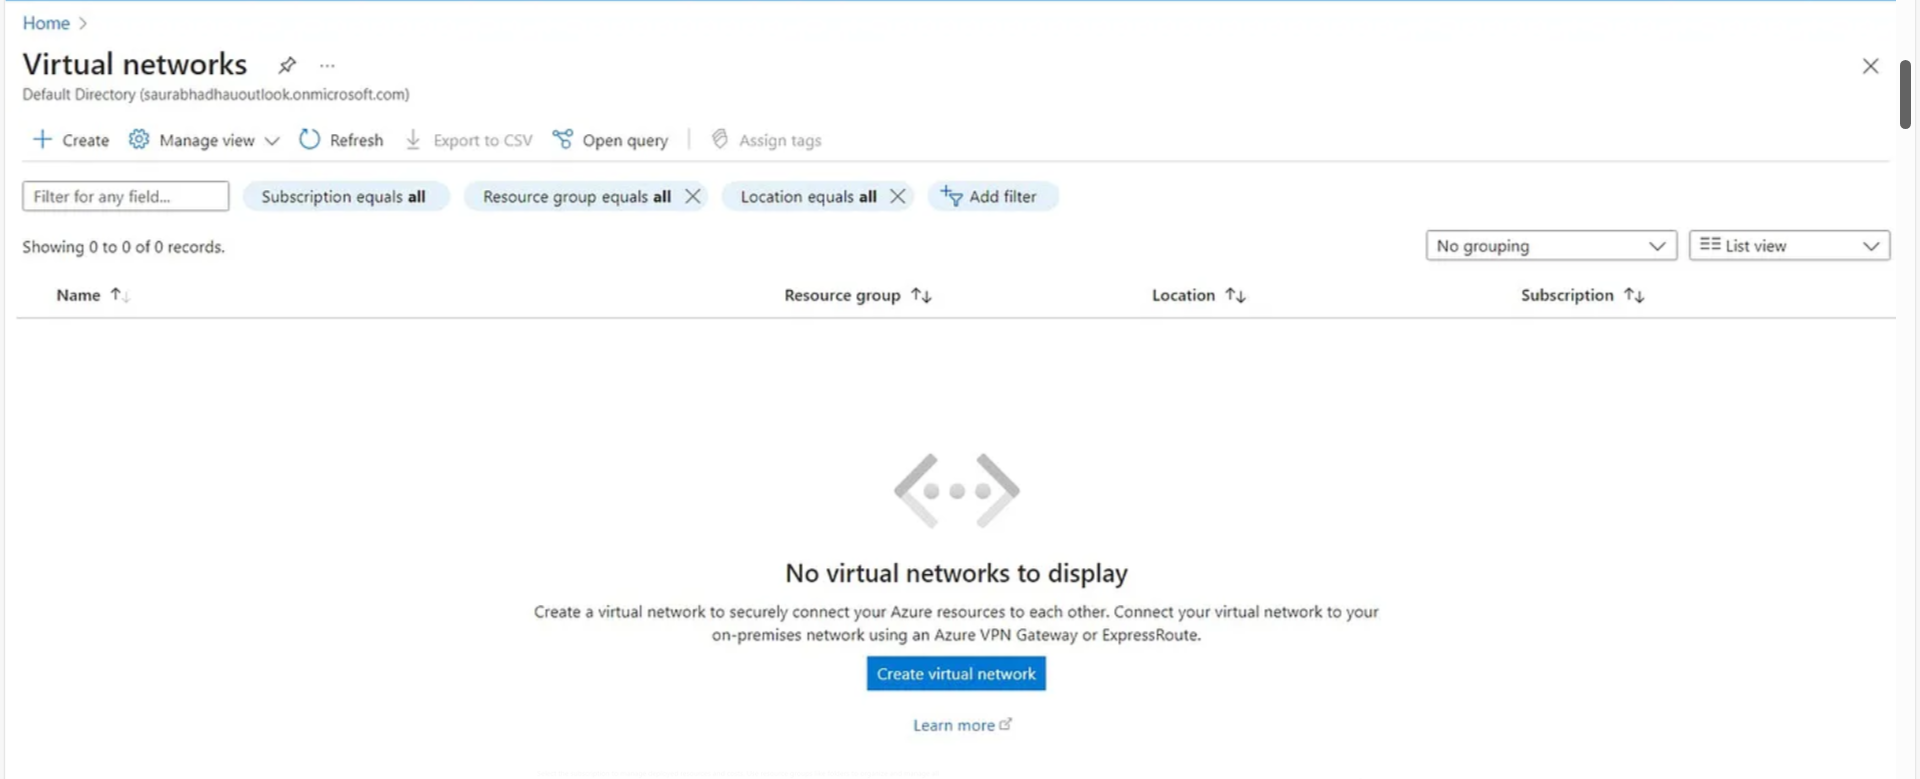 Home
Virtual networks
Default Directory (saurabhadhauoutlook.onmicrosoft.com)
Create Manage view Refresh Export to CSV Open query Assign tags
Filter for any field... Subscription equals all Resource group equals all Location equals all Add filter
Showing 0 to 0 of 0 records. No grouping List view
Name Resource group Location Subscription
No virtual networks to display
Create a virtual network to securely connect your Azure resources to each other. Connect your virtual network to your
on-premises network using an Azure VPN Gateway or ExpressRoute.
Create virtual network
Learn more